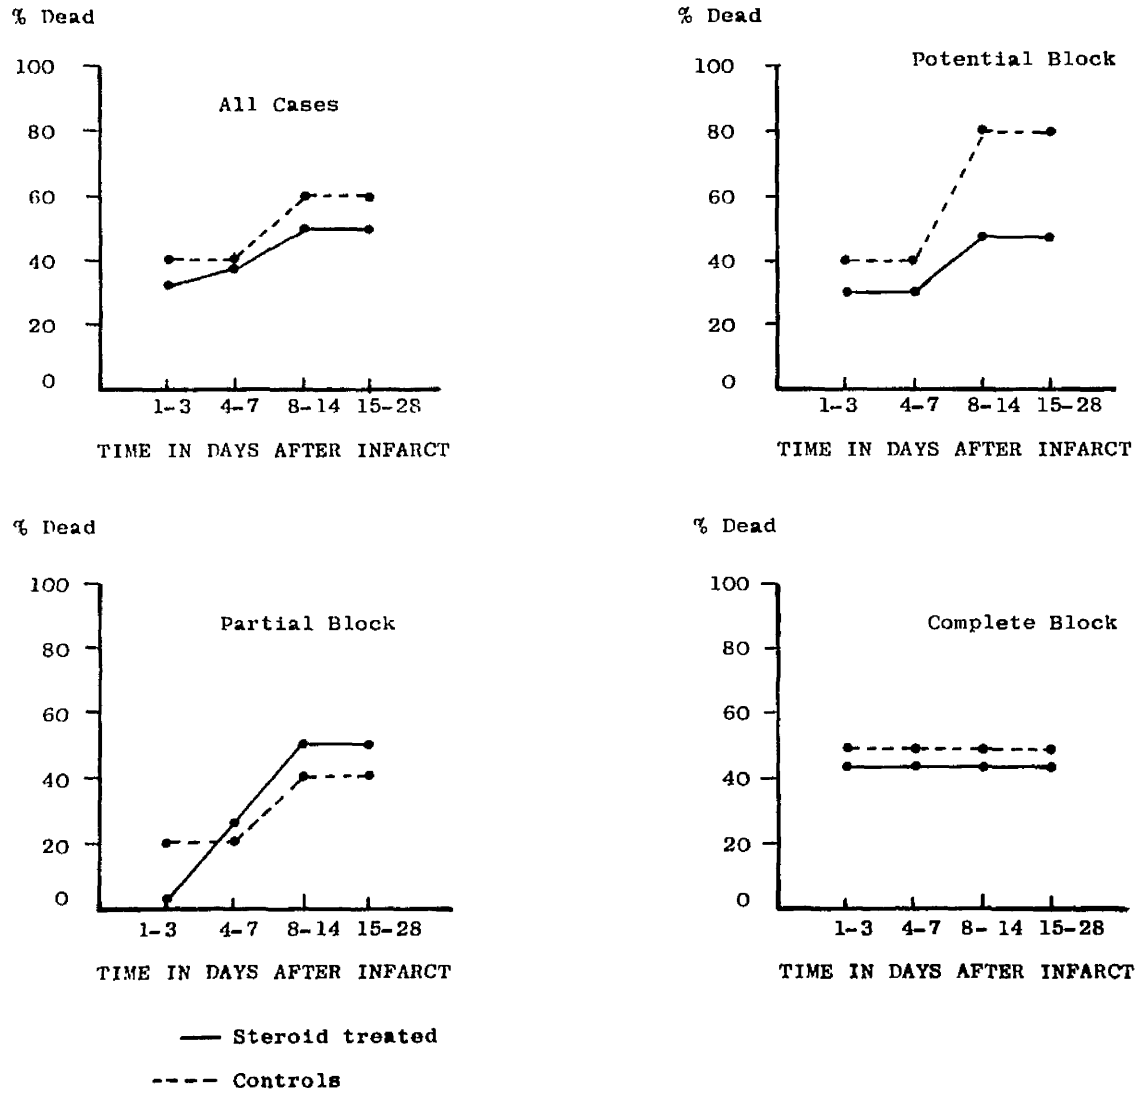 % Dead
100
All Cases
80
60
40
20
0
1-3 4-7 8-14 15-28
TIME IN DAYS AFTER INFARCT
% Dead
Potential Block
100
80
60
40
20
0
1-3 4-7 8-14 15-28
TIME IN DAYS AFTER INFARCT
% Dead
100
Partial Block
80
60
40
20
0
1-3 4-7 8-14 15-28
TIME IN DAYS AFTER INFARCT
% Dead
100
Complete Block
80
60
40
20
0
1-3 4-7 8-14 15-28
TIME IN DAYS AFTER INFARCT
Steroid treated
Controls